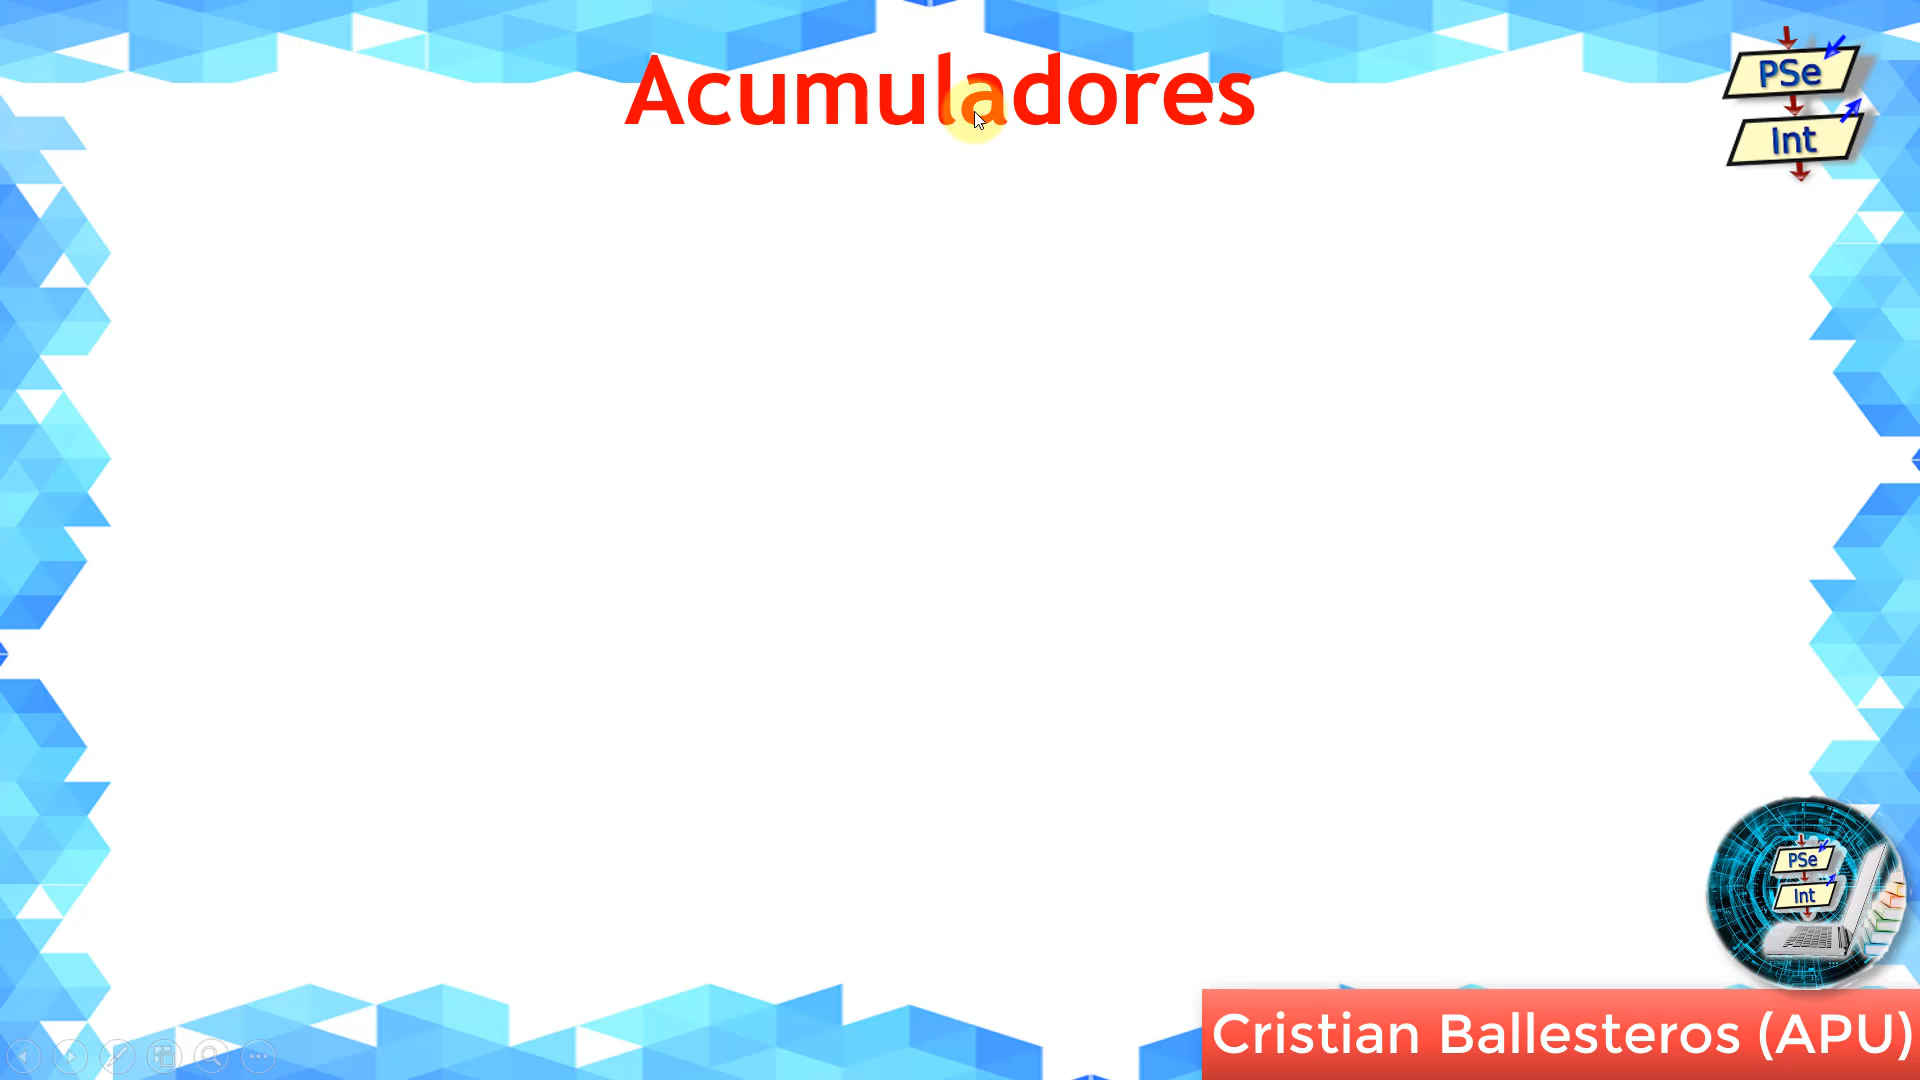 Acumuladores
PSe
Int
PSe
Int
Cristian Ballesteros (APU)